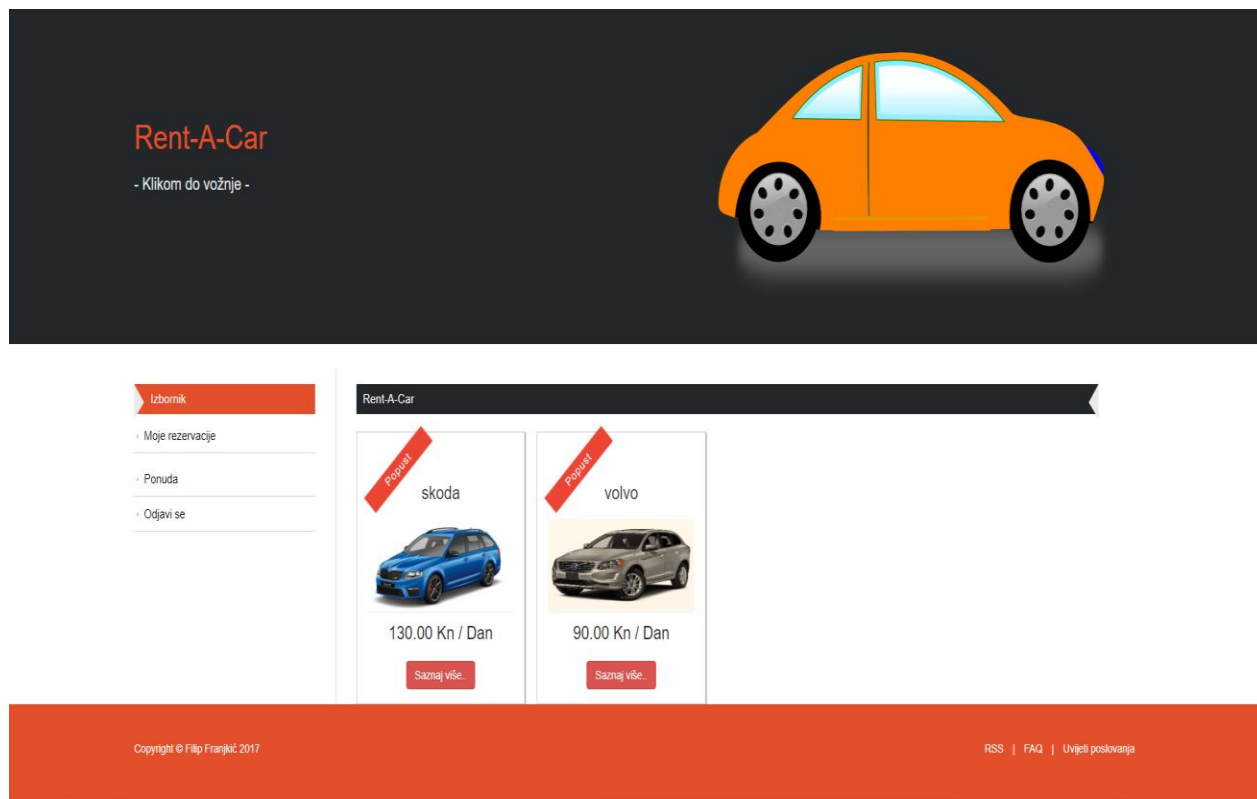 Rent-A-Car
- Klikom do vožnje -
Izbornik
Moje rezervacije
Ponuda
Odjavi se
Rent-A-Car
Popust
skoda
130.00 Kn / Dan
Saznaj više..
Popust
volvo
90.00 Kn / Dan
Saznaj više..
Copyright © Filip Franjkić 2017
RSS | FAQ | Uvijeti poslovanja